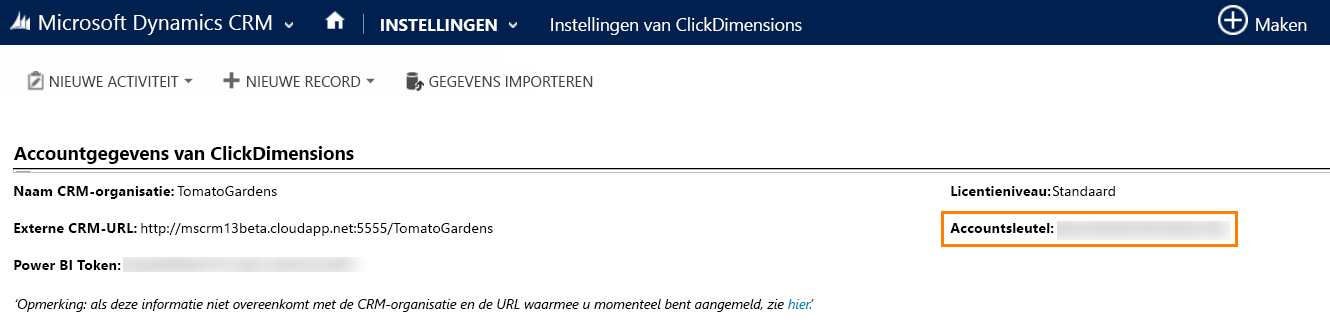 Microsoft Dynamics CRM INSTELLINGEN Instellingen van ClickDimensions Maken
NIEUWE ACTIVITEIT NIEUWE RECORD GEGEVENS IMPORTEREN
Accountgegevens van ClickDimensions
Naam CRM-organisatie: TomatoGardens Licentieniveau: Standaard
Externe CRM-URL: http://mscrm13beta.cloudapp.net:5555/TomatoGardens Accountsleutel:
Power BI Token:
'Opmerking: als deze informatie niet overeenkomt met de CRM-organisatie en de URL waarmee u momenteel bent aangemeld, zie hier.'